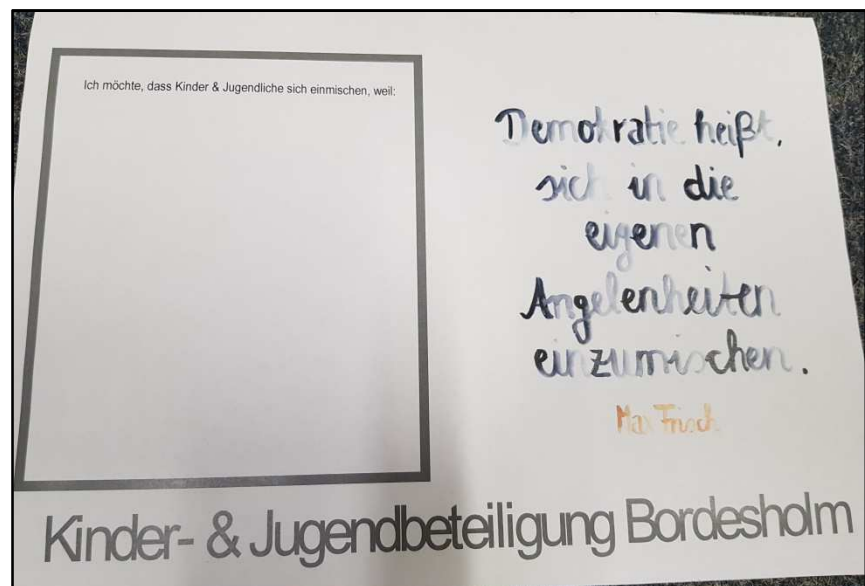 Ich möchte, dass Kinder & Jugendliche sich einmischen, weil:
Demokratie heißt,
sich in die
eigenen
Angelenheiten
einzumischen.
Max Frisch
Kinder- & Jugendbeteiligung Bordesholm